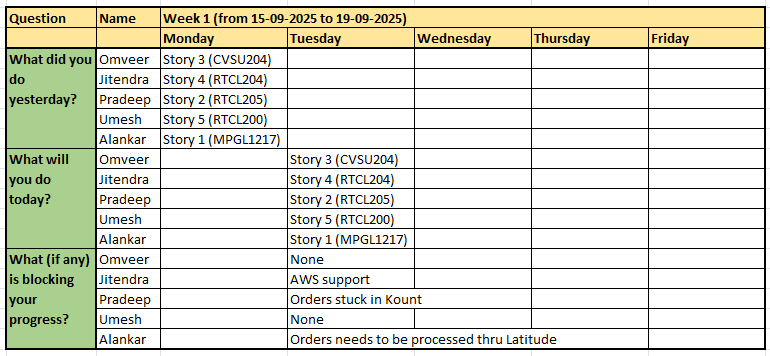 Question Name Week 1 (from 15-09-2025 to 19-09-2025)
Monday Tuesday Wednesday Thursday Friday
What did you Omveer Story 3 (CVSU204)
do Jitendra Story 4 (RTCL204)
yesterday? Pradeep Story 2 (RTCL205)
Umesh Story 5 (RTCL200)
Alankar Story 1 (MPGL1217)
What will Omveer Story 3 (CVSU204)
you do Jitendra Story 4 (RTCL204)
today? Pradeep Story 2 (RTCL205)
Umesh Story 5 (RTCL200)
Alankar Story 1 (MPGL1217)
What (if any) Omveer None
is blocking Jitendra AWS support
your Pradeep Orders stuck in Kount
progress? Umesh None
Alankar Orders needs to be processed thru Latitude